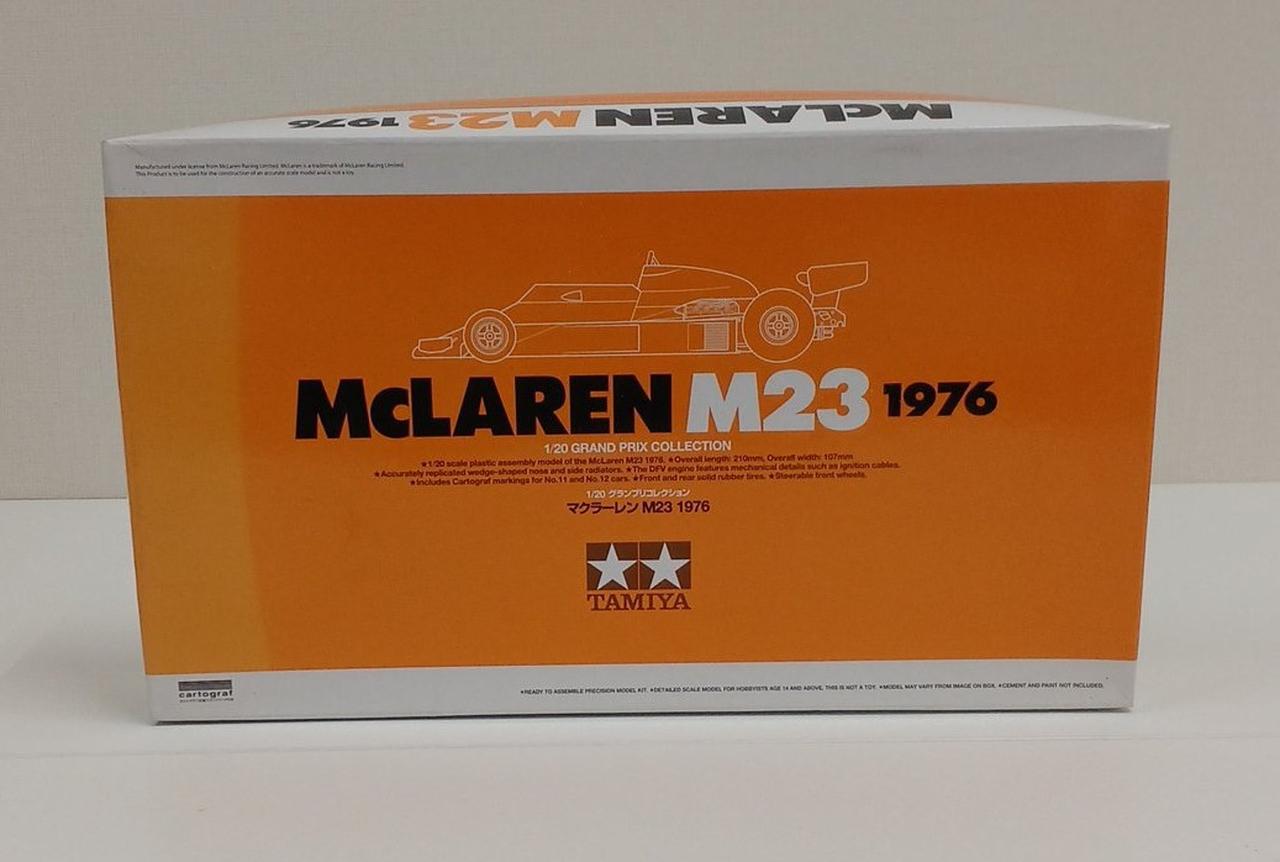 McLAREN M23 1976
Manufactured under license from McLaren Racing Limited. McLaren is a trademark of McLaren Racing Limited.
This Product is to be used for the construction of an accurate scale model and is not a toy.
McLAREN M23 1976
1/20 GRAND PRIX COLLECTION
★1/20 scale plastic assembly model of the McLaren M23 1976. ★Overall length: 210mm, Overall width: 107mm
★Accurately replicated wedge-shaped nose and side radiators. ★The DFV engine features mechanical details such as ignition cables.
★Includes Cartograf markings for No.11 and No.12 cars. ★Front and rear solid rubber tires. ★Steerable front wheels.
1/20 グランプリコレクション
マクラーレン M23 1976
TAMIYA
cartograf
★READY TO ASSEMBLE PRECISION MODEL KIT. ★DETAILED SCALE MODEL FOR HOBBYISTS AGE 14 AND ABOVE, THIS IS NOT A TOY. ★MODEL MAY VARY FROM IMAGE ON BOX. ★CEMENT AND PAINT NOT INCLUDED.